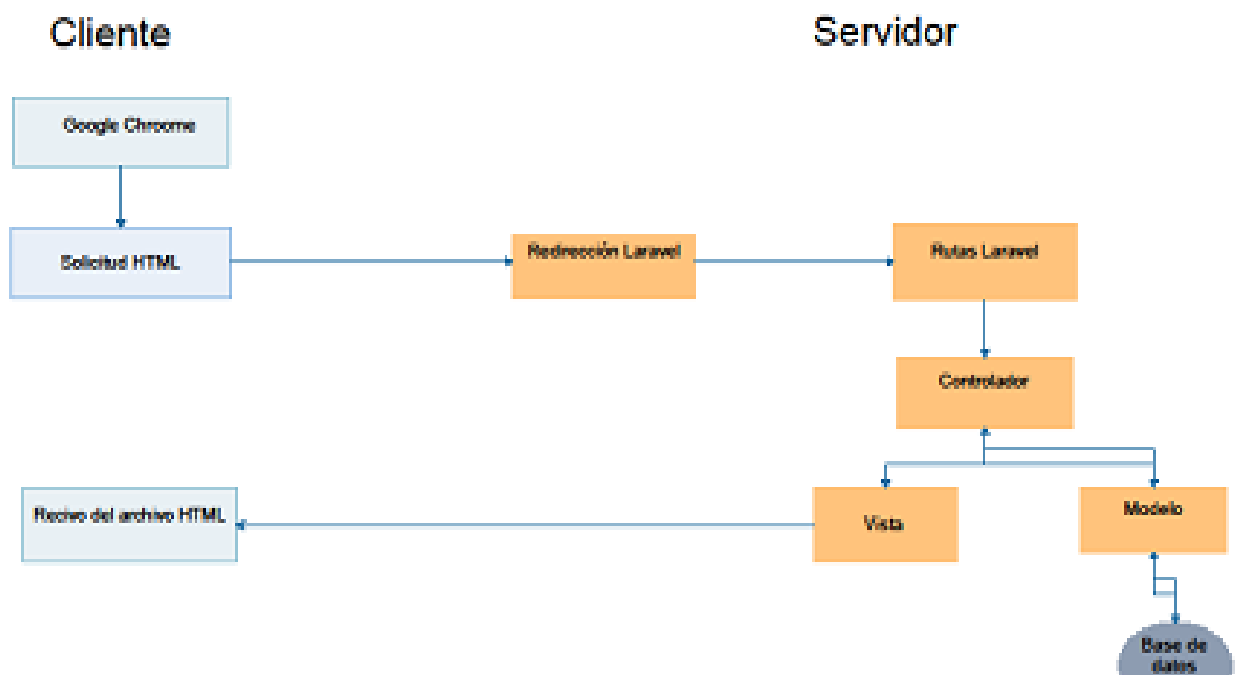 Cliente
Servidor
Google Chroome
Solicitud HTML
Redirección Laravel
Rutas Laravel
Controlador
Recivo del archivo HTML
Vista
Modelo
Base de
datos